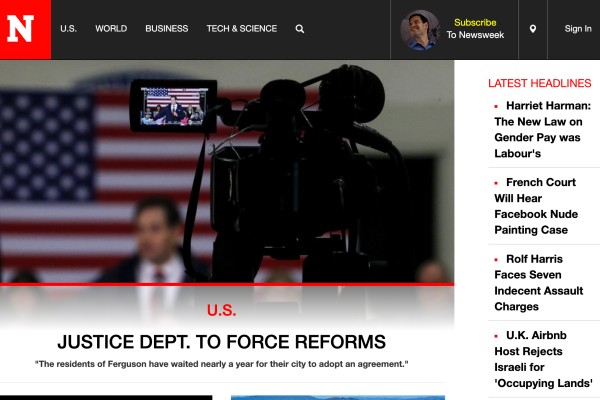 N
U.S.
WORLD
BUSINESS
TECH & SCIENCE
Subscribe
To Newsweek
Sign In
U.S.
JUSTICE DEPT. TO FORCE REFORMS
"The residents of Ferguson have waited nearly a year for their city to adopt an agreement."
LATEST HEADLINES
Harriet Harman:
The New Law on
Gender Pay was
Labour's
French Court
Will Hear
Facebook Nude
Painting Case
Rolf Harris
Faces Seven
Indecent Assault
Charges
U.K. Airbnb
Host Rejects
Israeli for
'Occupying Lands'